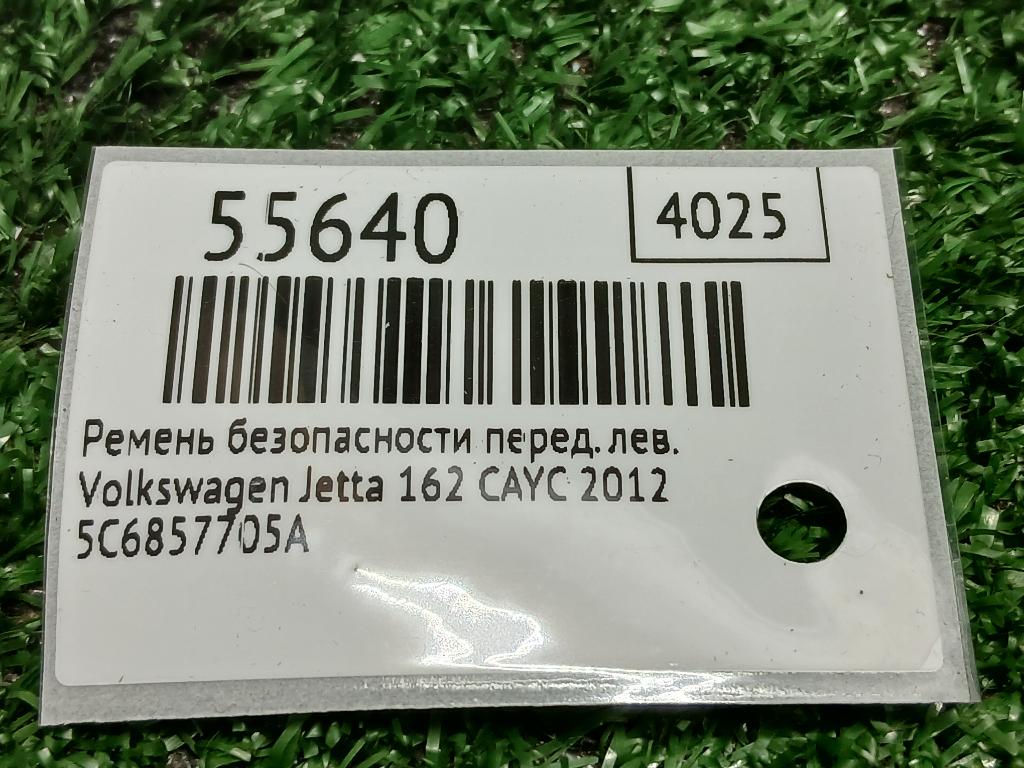 55640
4025
Ремень безопасности перед. лев.
Volkswagen Jetta 162 CAYC 2012
5C6857705A